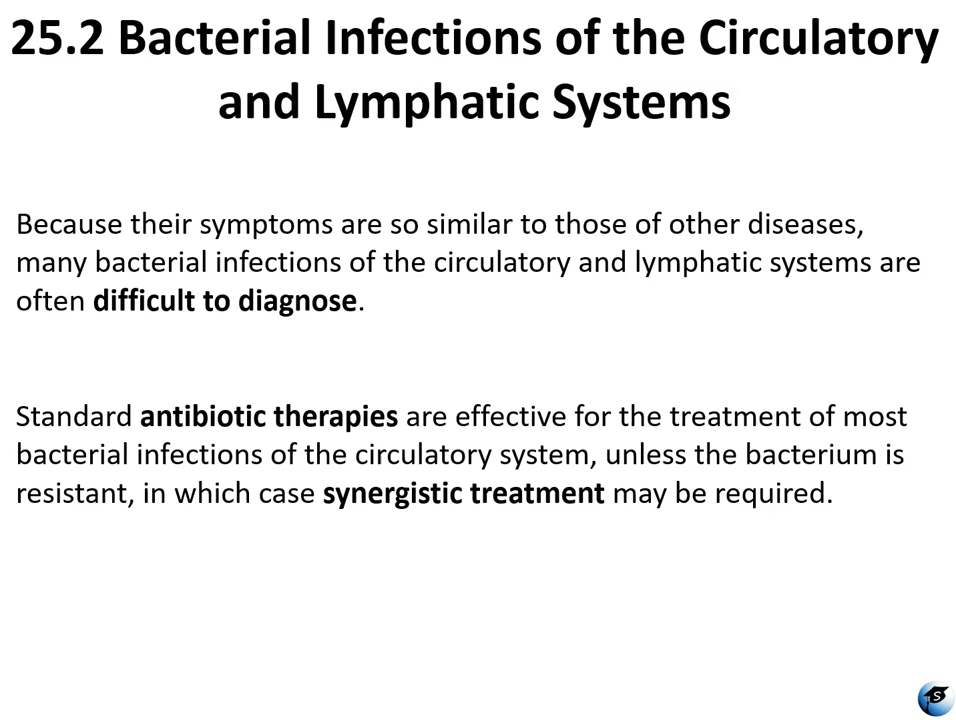 25.2 Bacterial Infections of the Circulatory
and Lymphatic Systems
Because their symptoms are so similar to those of other diseases,
many bacterial infections of the circulatory and lymphatic systems are
often difficult to diagnose.
Standard antibiotic therapies are effective for the treatment of most
bacterial infections of the circulatory system, unless the bacterium is
resistant, in which case synergistic treatment may be required.
S